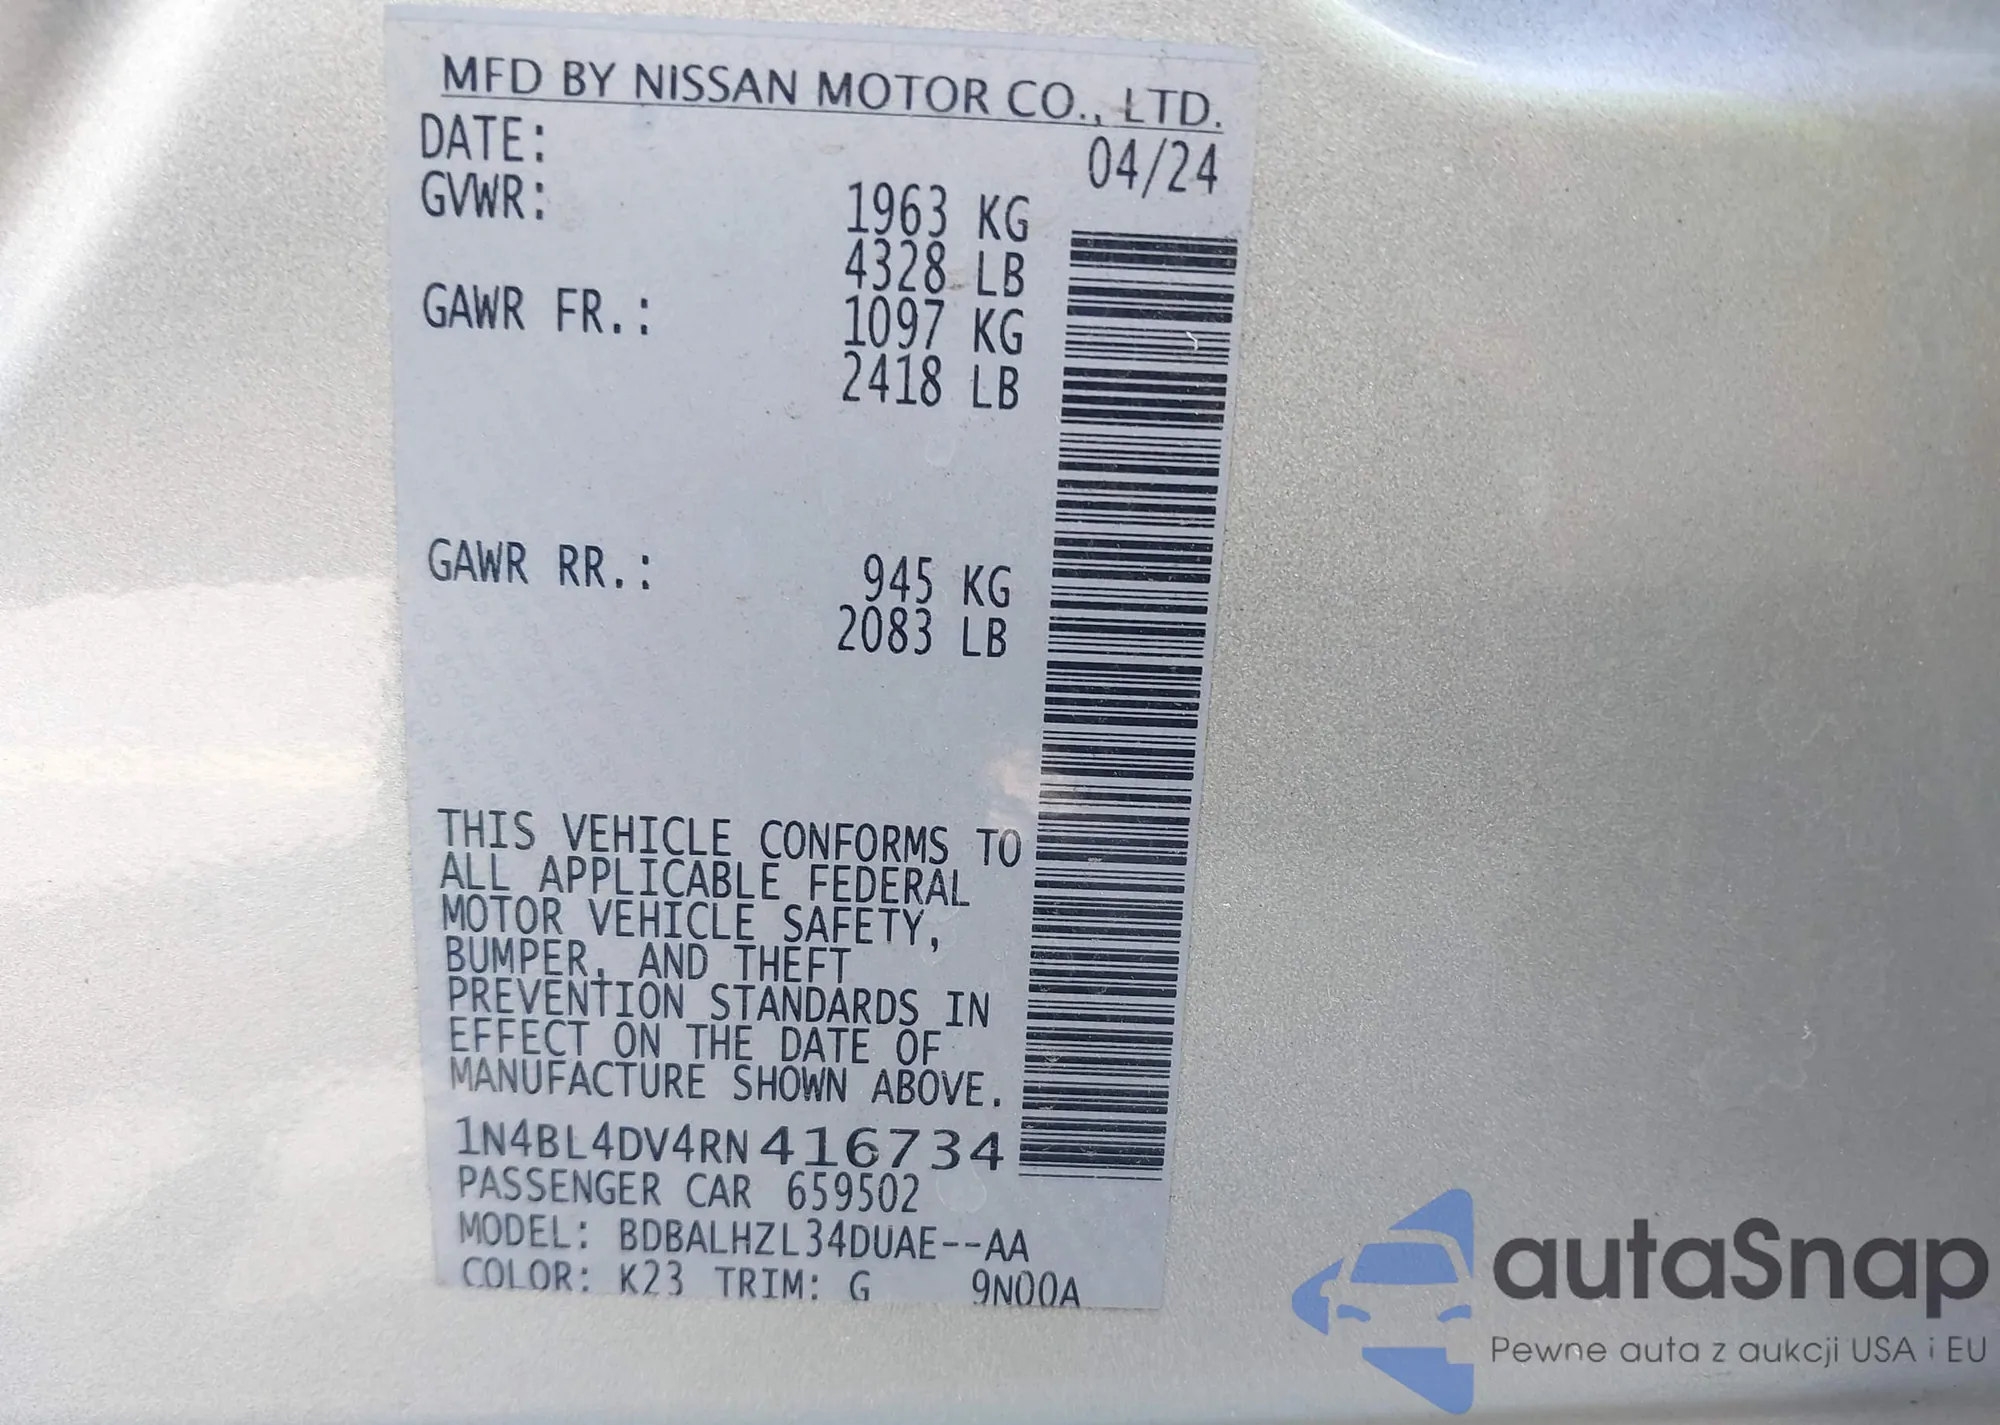 MFD BY NISSAN MOTOR CO., LTD.
DATE: 04/24
GVWR: 1963 KG
4328 LB
GAWR FR.: 1097 KG
2418 LB
GAWR RR.: 945 KG
2083 LB
THIS VEHICLE CONFORMS TO
ALL APPLICABLE FEDERAL
MOTOR VEHICLE SAFETY,
BUMPER, AND THEFT
PREVENTION STANDARDS IN
EFFECT ON THE DATE OF
MANUFACTURE SHOWN ABOVE.
1N4BL4DV4RN416734
PASSENGER CAR 659502
MODEL: BDBALHZL34DUAE--AA
COLOR: K23 TRIM: G 9N00A
autaSnap
Pewne auta z aukcji USA i EU